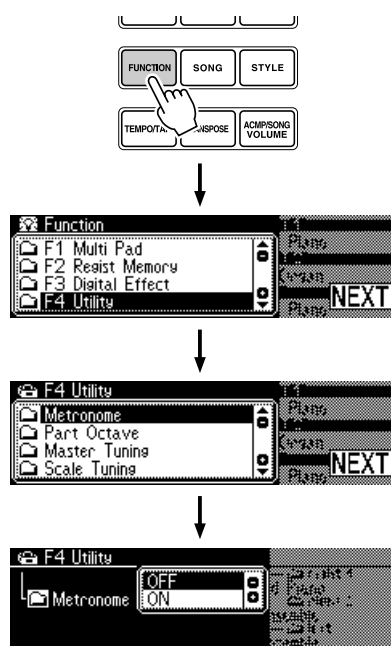 FUNCTION SONG STYLE
TEMPO/TA NSPOSE ACMP/SONG
VOLUME
Function
F1 Multi Pad
F2 Regist Memory
F3 Digital Effect
F4 Utility
Piano
Organ
Piano
NEXT
F4 Utility
Metronome
Part Octave
Master Tuning
Scale Tuning
Piano
Organ
Piano
NEXT
F4 Utility
Metronome
OFF
ON